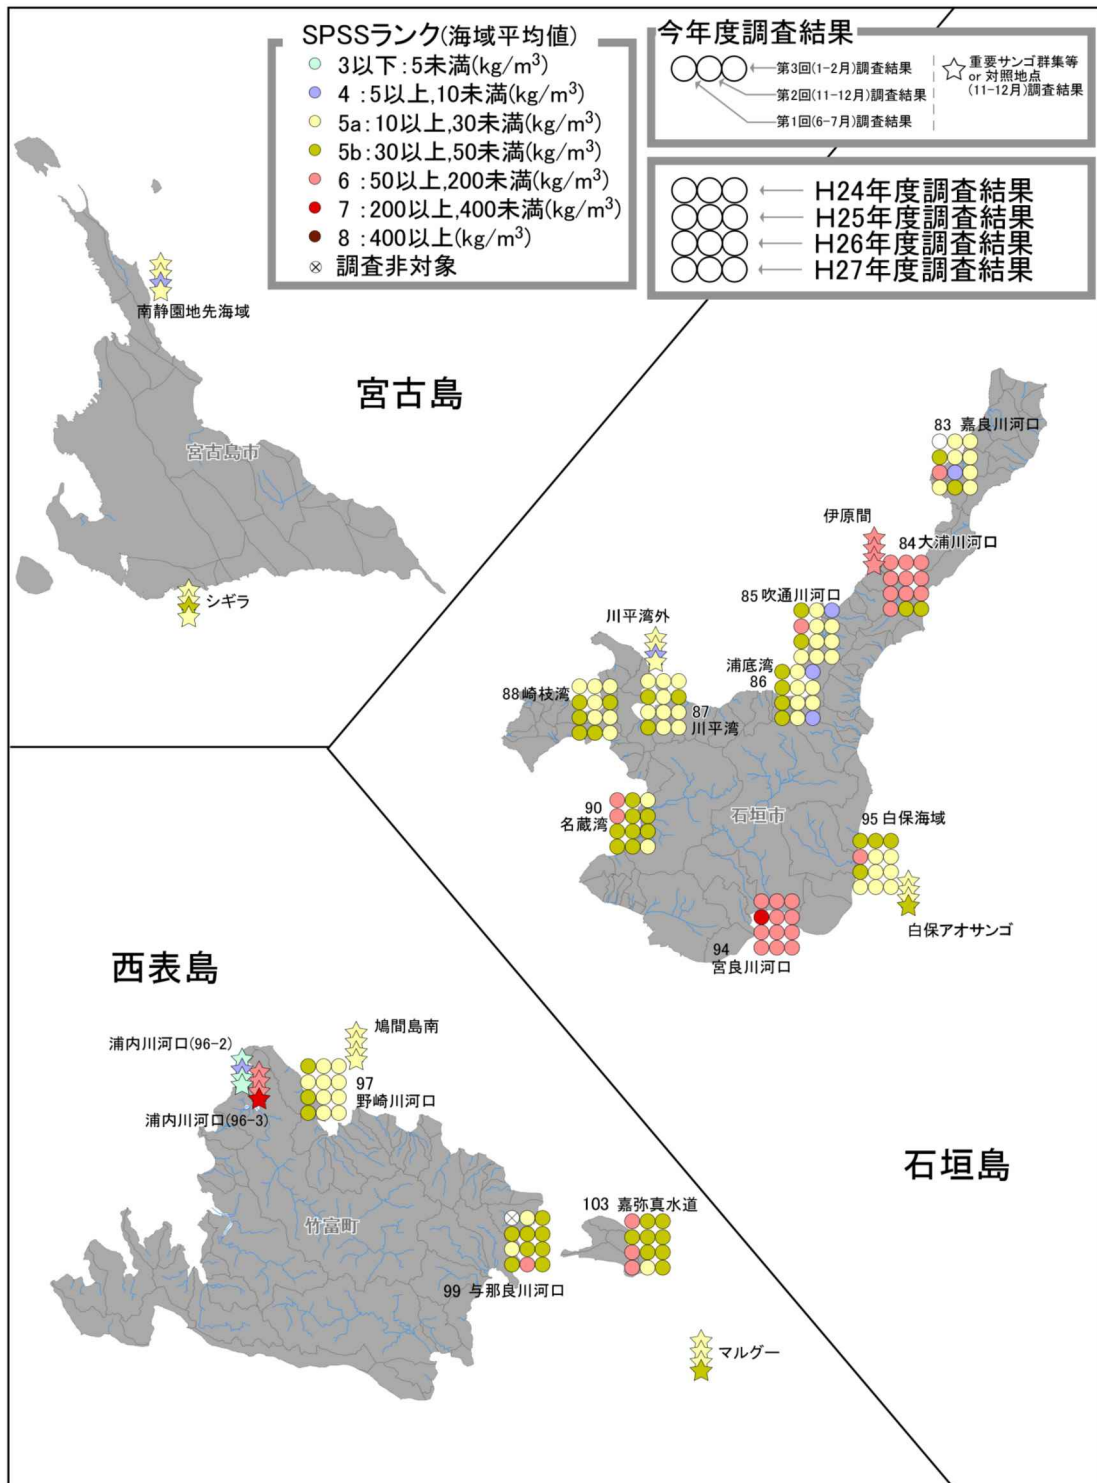 SPSSランク(海域平均値)
3以下:5未満(kg/m³)
4 :5以上,10未満(kg/m³)
5a:10以上,30未満(kg/m³)
5b:30以上,50未満(kg/m³)
6 :50以上,200未満(kg/m³)
7 :200以上,400未満(kg/m³)
8 :400以上(kg/m³)
調査非対象
今年度調査結果
第3回(1-2月)調査結果
第2回(11-12月)調査結果
第1回(6-7月)調査結果
重要サンゴ群集等
or 対照地点
(11-12月)調査結果
H24年度調査結果
H25年度調査結果
H26年度調査結果
H27年度調査結果
南静園地先海域
宮古島
宮古島市
シギラ
83 嘉良川河口
伊原間
84 大浦川河口
85 吹通川河口
川平湾外
浦底湾
86
88 崎枝湾
87
川平湾
90
名蔵湾
石垣市
95 白保海域
白保アオサンゴ
94
宮良川河口
西表島
鳩間島南
浦内川河口(96-2)
97
野崎川河口
浦内川河口(96-3)
石垣島
竹富町
103 嘉弥真水道
99 与那良川河口
マルグー